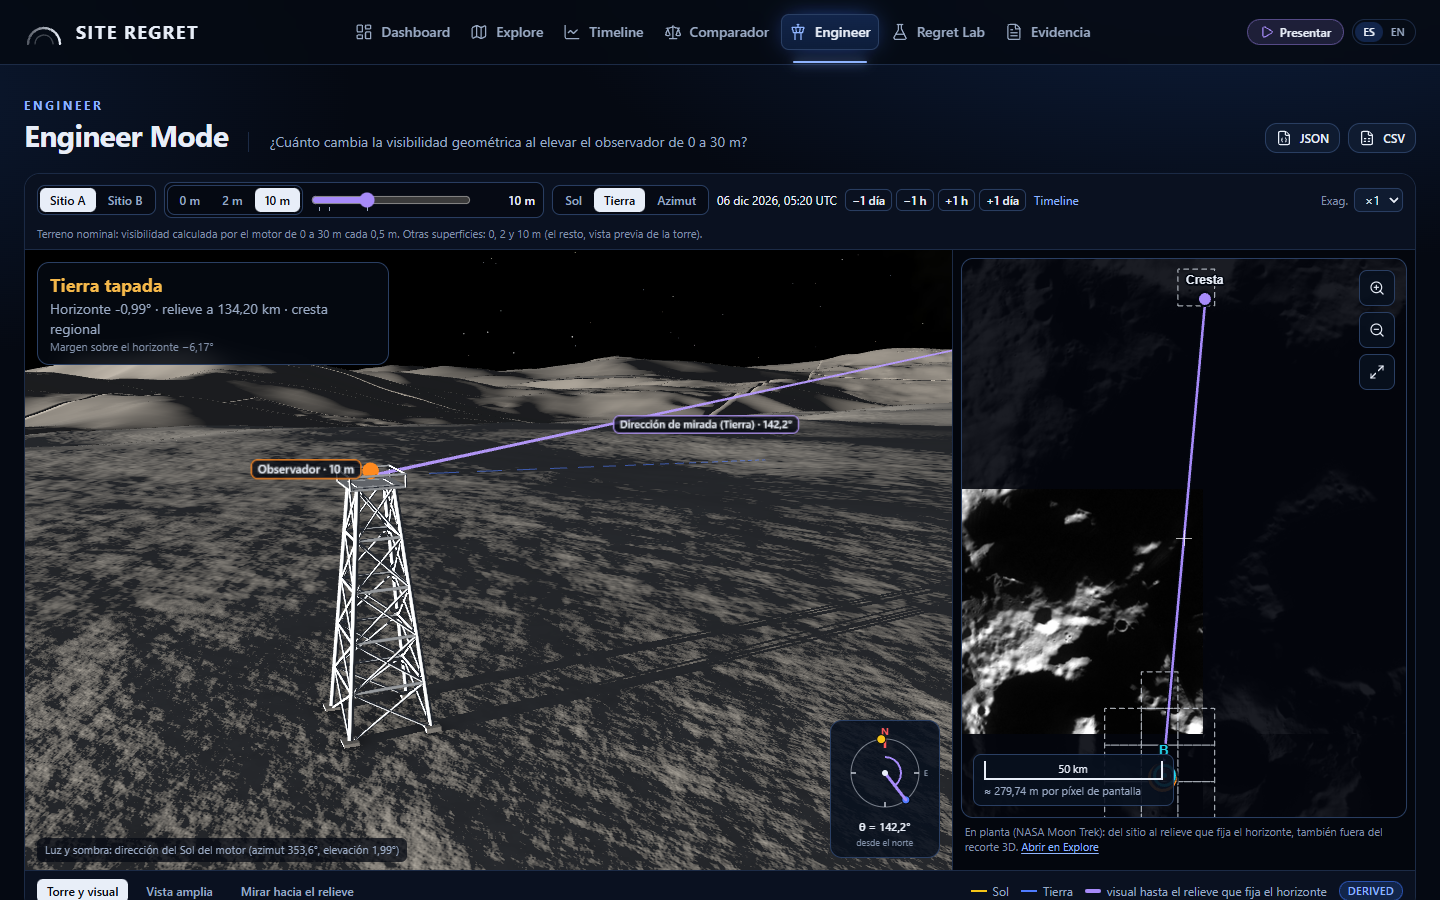 SITE REGRET
Dashboard
Explore
Timeline
Comparador
Engineer
Regret Lab
Evidencia
Presentar
ES
EN
ENGINEER
Engineer Mode
¿Cuánto cambia la visibilidad geométrica al elevar el observador de 0 a 30 m?
JSON
CSV
Sitio A
Sitio B
0 m
2 m
10 m
10 m
Sol
Tierra
Azimut
06 dic 2026, 05:20 UTC
−1 día
−1 h
+1 h
+1 día
Timeline
Exag.
×1
Terreno nominal: visibilidad calculada por el motor de 0 a 30 m cada 0,5 m. Otras superficies: 0, 2 y 10 m (el resto, vista previa de la torre).
Tierra tapada
Horizonte -0,99° · relieve a 134,20 km · cresta
regional
Margen sobre el horizonte −6,17°
Dirección de mirada (Tierra) · 142,2°
Observador · 10 m
N
E
θ = 142,2°
desde el norte
Luz y sombra: dirección del Sol del motor (azimut 353,6°, elevación 1,99°)
Cresta
B
50 km
≈ 279,74 m por píxel de pantalla
En planta (NASA Moon Trek): del sitio al relieve que fija el horizonte, también fuera del
recorte 3D. Abrir en Explore
Torre y visual
Vista amplia
Mirar hacia el relieve
Sol
Tierra
visual hasta el relieve que fija el horizonte
DERIVED